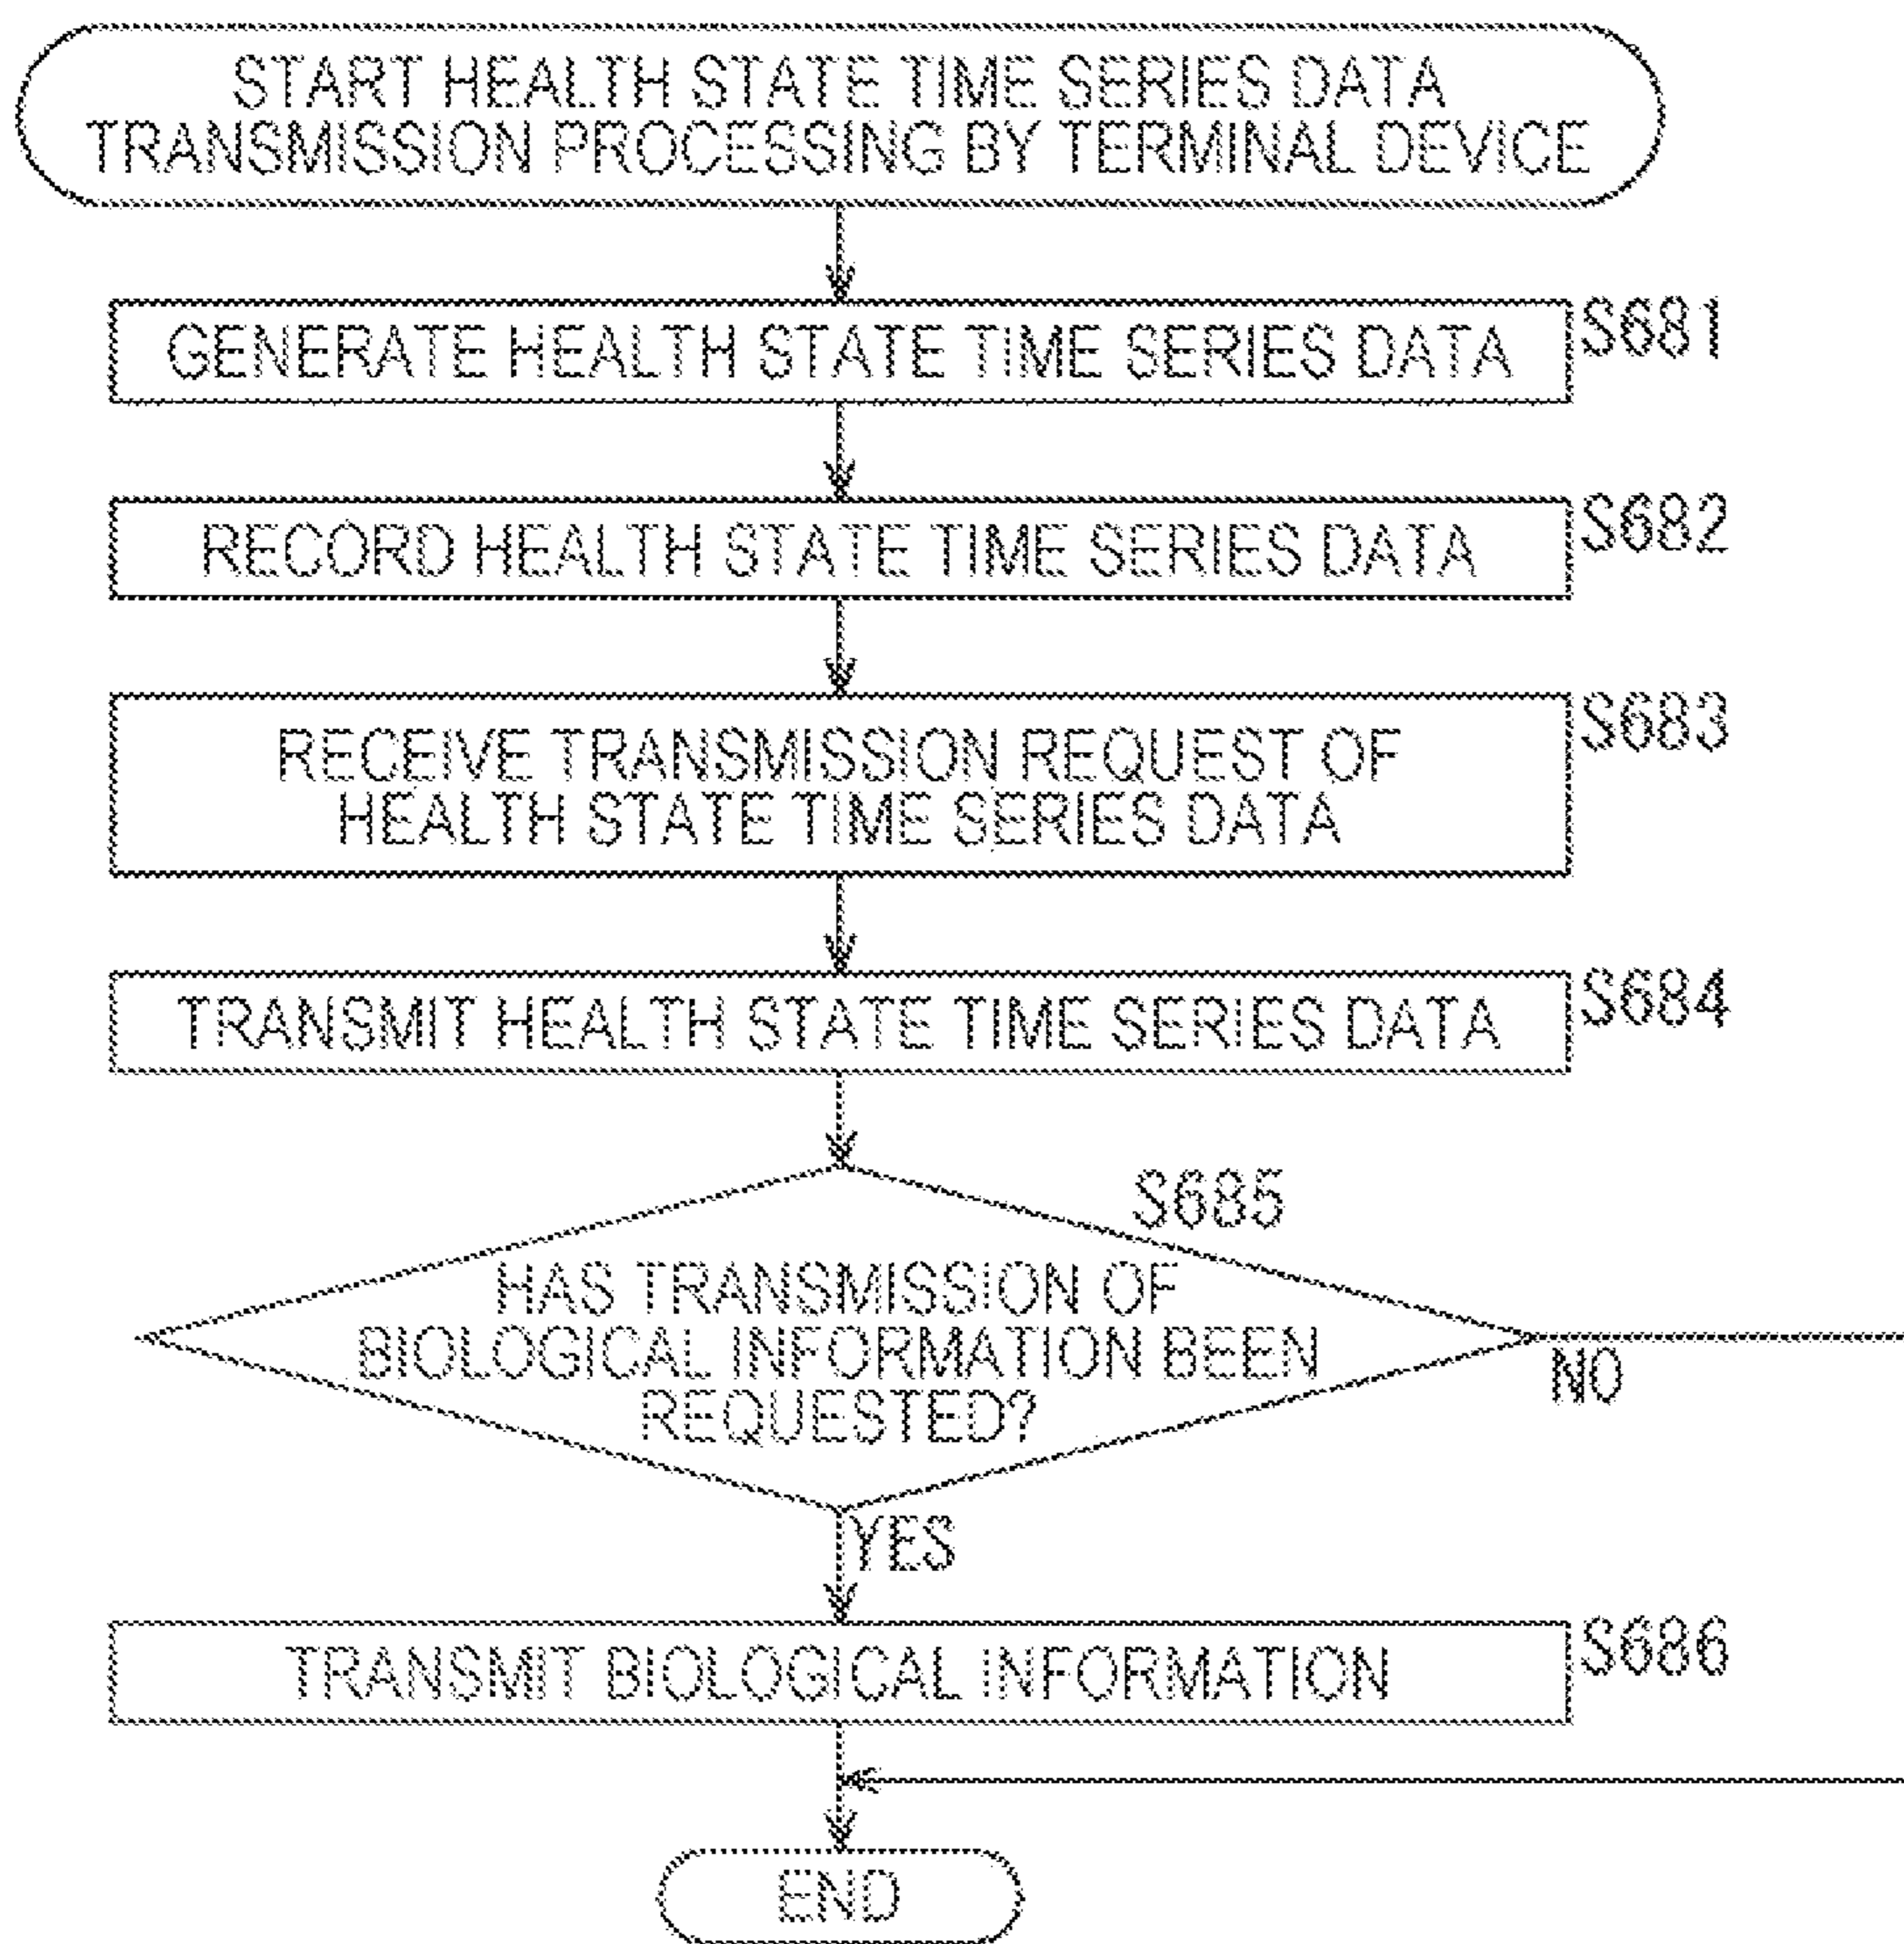 START HEALTH STATE TIME SERIES DATA
TRANSMISSION PROCESSING BY TERMINAL DEVICE
GENERATE HEALTH STATE TIME SERIES DATA
S681
RECORD HEALTH STATE TIME SERIES DATA
S682
RECEIVE TRANSMISSION REQUEST OF
HEALTH STATE TIME SERIES DATA
S683
TRANSMIT HEALTH STATE TIME SERIES DATA
S684
S685
HAS TRANSMISSION OF
BIOLOGICAL INFORMATION BEEN
REQUESTED?
NO
YES
TRANSMIT BIOLOGICAL INFORMATION
S686
END